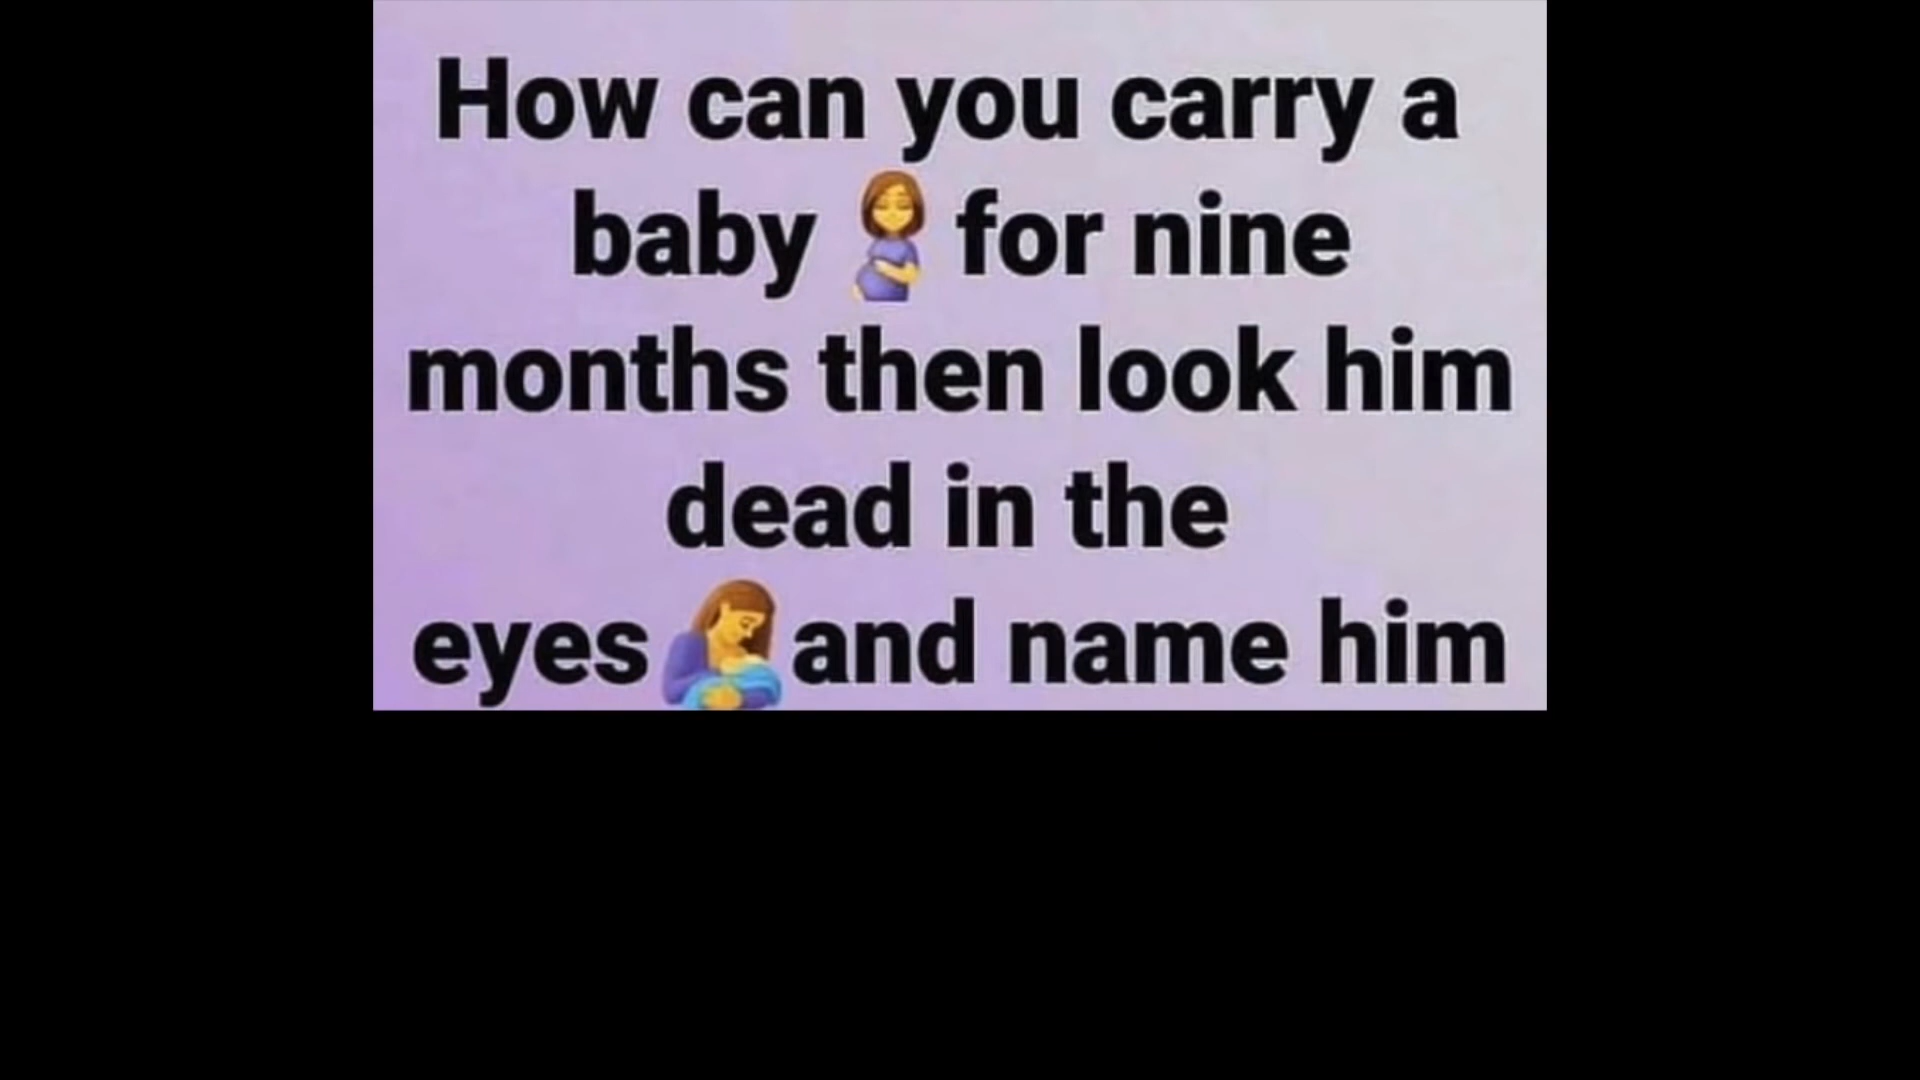 How can you carry a
baby🤰for nine
months then look him
dead in the
eyes🤱and name him